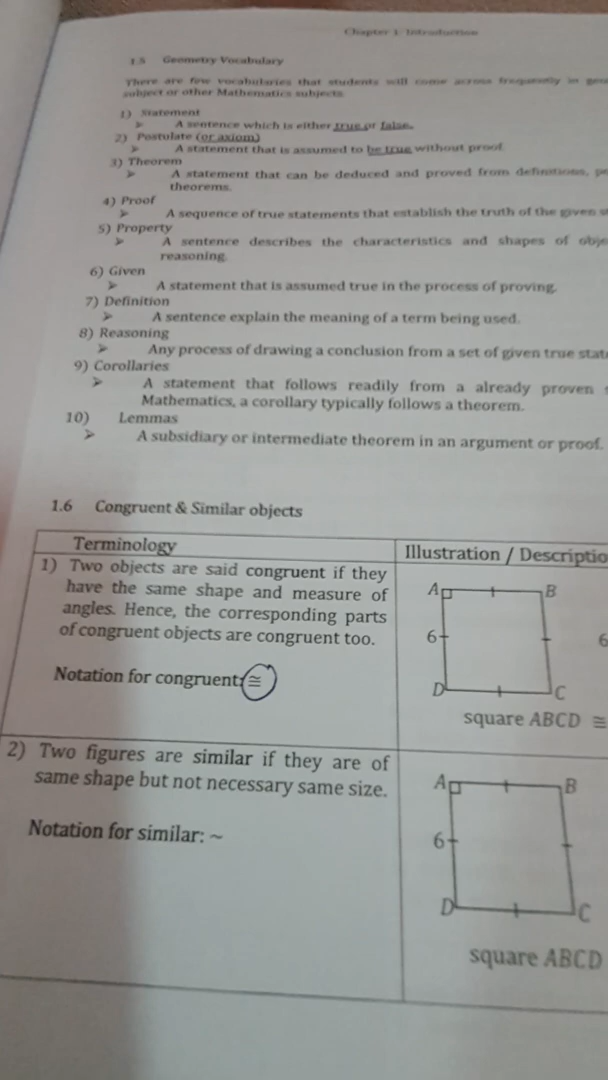 Chapter 1: Introduction
1.5 Geometry Vocabulary
There are few vocabularies that students will come across frequently in
subject or other Mathematics subjects.
1) Statement
➢ A sentence which is either true or false.
2) Postulate (or axiom)
➢ A statement that is assumed to be true without proof.
3) Theorem
➢ A statement that can be deduced and proved from definitions,
theorems.
4) Proof
➢ A sequence of true statements that establish the truth of the given
5) Property
➢ A sentence describes the characteristics and shapes of
reasoning.
6) Given
➢ A statement that is assumed true in the process of proving.
7) Definition
➢ A sentence explain the meaning of a term being used.
8) Reasoning
➢ Any process of drawing a conclusion from a set of given true
9) Corollaries
➢ A statement that follows readily from a already proven
Mathematics, a corollary typically follows a theorem.
10) Lemmas
➢ A subsidiary or intermediate theorem in an argument or proof.
1.6 Congruent & Similar objects
Terminology
Illustration / Descriptio
1) Two objects are said congruent if they
have the same shape and measure of
angles. Hence, the corresponding parts
of congruent objects are congruent too.
Notation for congruent: ≅
A B
6 6
D C
square ABCD ≅
2) Two figures are similar if they are of
same shape but not necessary same size.
Notation for similar: ~
A B
6
D C
square ABCD